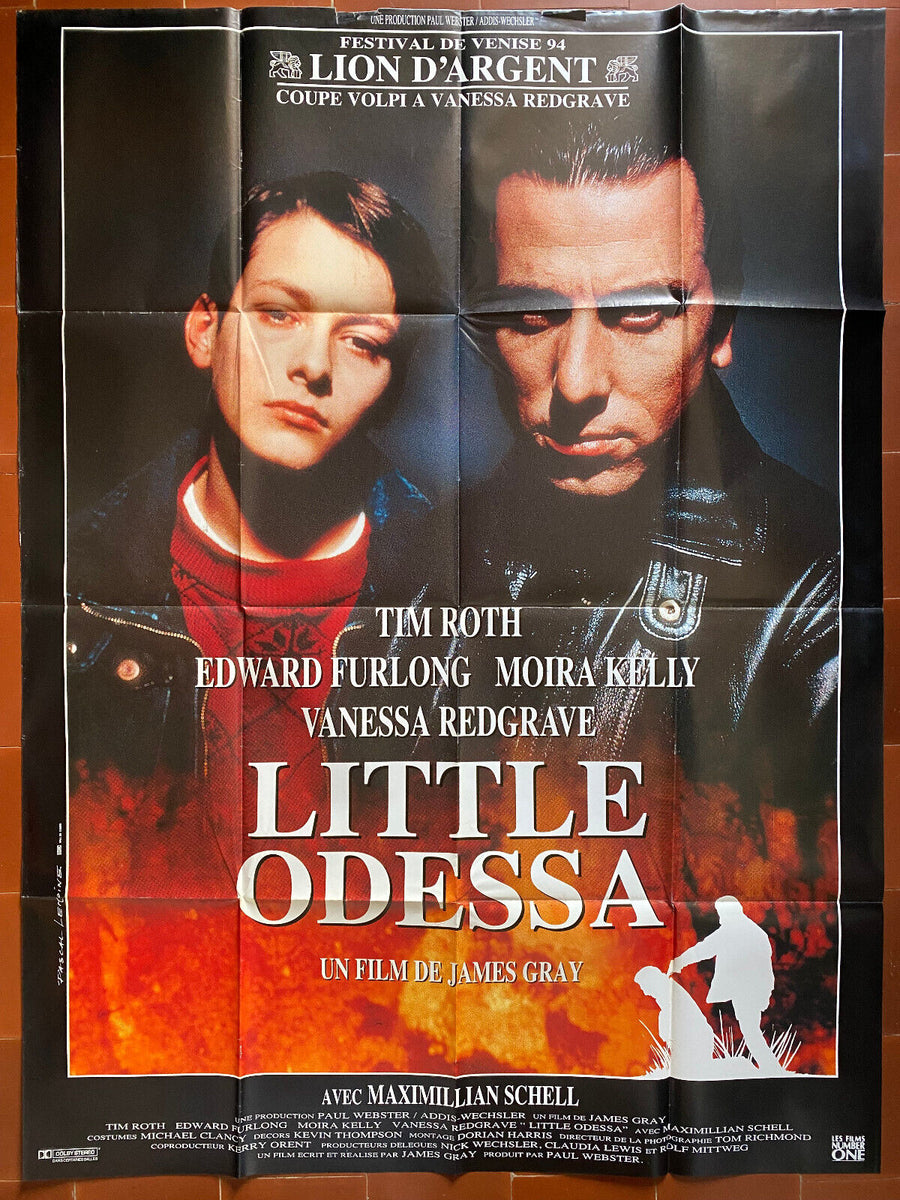 UNE PRODUCTION PAUL WEBSTER / ADDIS-WECHSLER
FESTIVAL DE VENISE 94
LION D'ARGENT
COUPE VOLPI A VANESSA REDGRAVE
TIM ROTH
EDWARD FURLONG MOIRA KELLY
VANESSA REDGRAVE
LITTLE
ODESSA
UN FILM DE JAMES GRAY
PASCAL LEMOINE
AVEC MAXIMILLIAN SCHELL
UNE PRODUCTION PAUL WEBSTER / ADDIS-WECHSLER UN FILM DE JAMES GRAY
TIM ROTH EDWARD FURLONG MOIRA KELLY VANESSA REDGRAVE " LITTLE ODESSA" AVEC MAXIMILLIAN SCHELL
COSTUMES MICHAEL CLANCY DECORS KEVIN THOMPSON MONTAGE DORIAN HARRIS DIRECTEUR DE LA PHOTOGRAPHIE TOM RICHMOND
COPRODUCTEUR KERRY ORENT PRODUCTEURS DELEGUES NICK WECHSLER, CLAUDIA LEWIS ET ROLF MITTWEG
UN FILM ECRIT ET REALISE PAR JAMES GRAY PRODUIT PAR PAUL WEBSTER.
DOLBY STEREO
DANS CERTAINES SALLES
LES FILMS
NUMBER
ONE